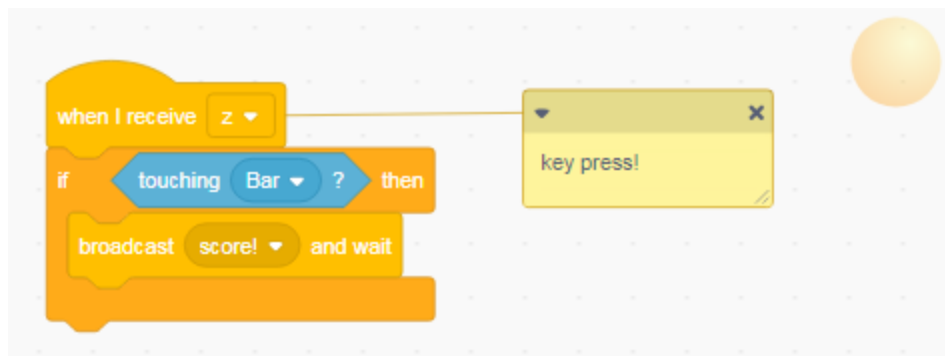 when I receive z
key press!
if touching Bar ? then
broadcast score! and wait